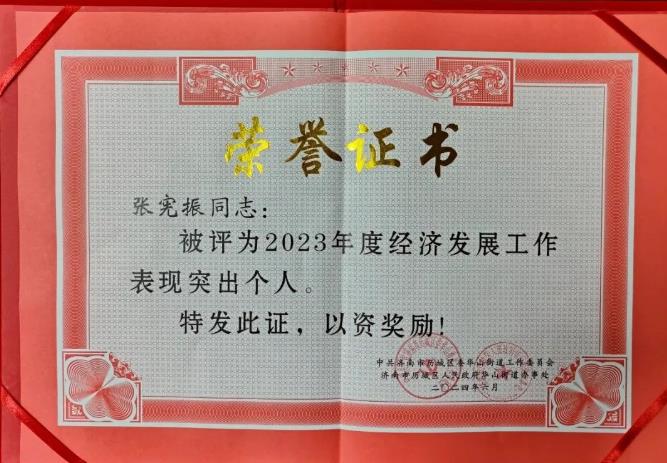 荣誉证书
张宪振同志：
被评为2023年度经济发展工作
表现突出个人。
特发此证，以资奖励！
中共济南市历城区委华山街道工作委员会
济南市历城区人民政府华山街道办事处
二〇二四年六月